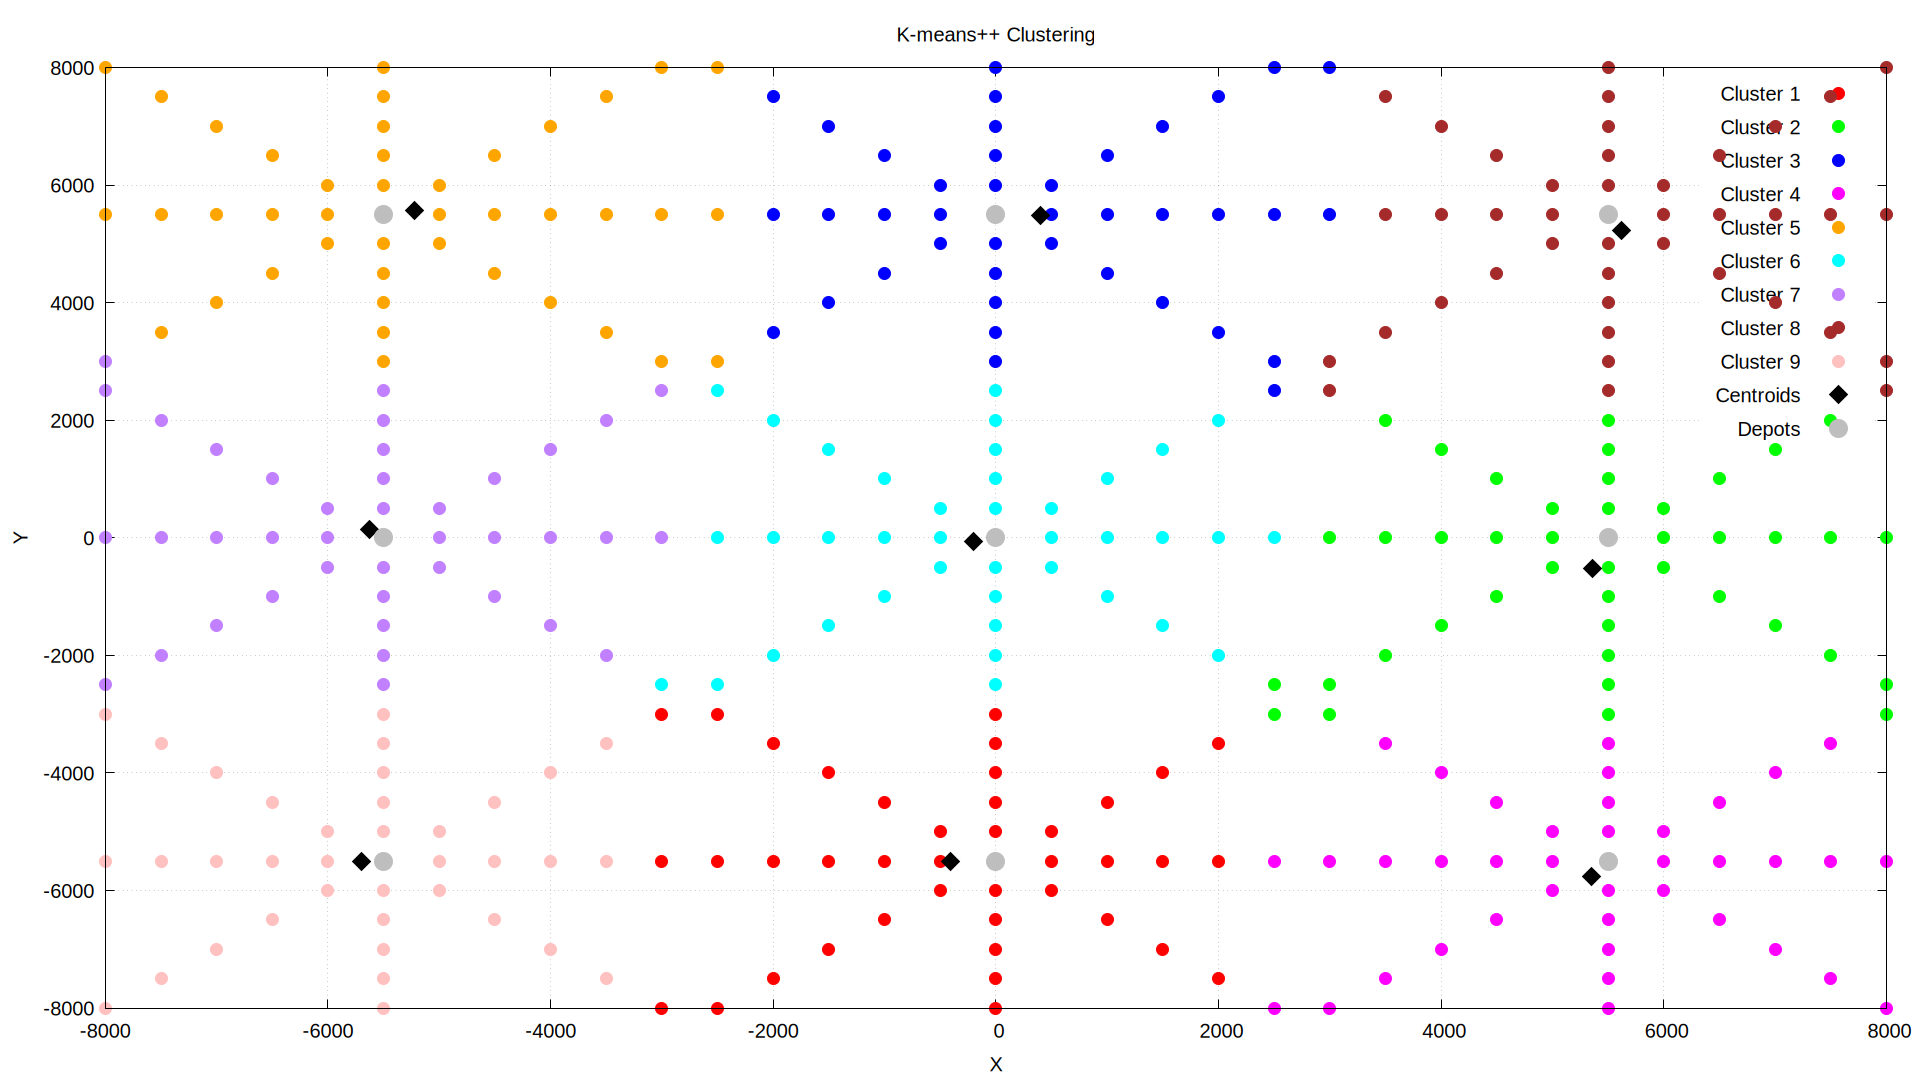 K-means++ Clustering
8000
6000
4000
2000
0
-2000
-4000
-6000
-8000
Y
Cluster 1
Cluster 2
Cluster 3
Cluster 4
Cluster 5
Cluster 6
Cluster 7
Cluster 8
Cluster 9
Centroids
Depots
-8000 -6000 -4000 -2000 0 2000 4000 6000 8000
X